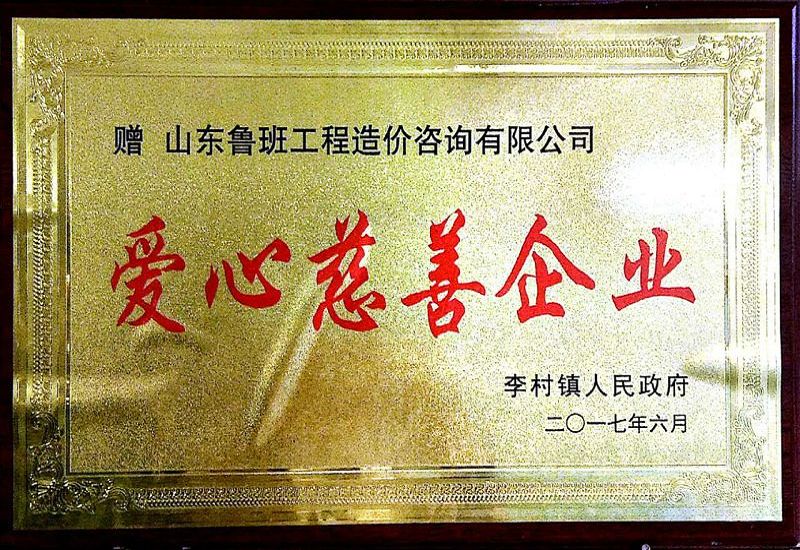 赠 山东鲁班工程造价咨询有限公司
爱心慈善企业
李村镇人民政府
二〇一七年六月